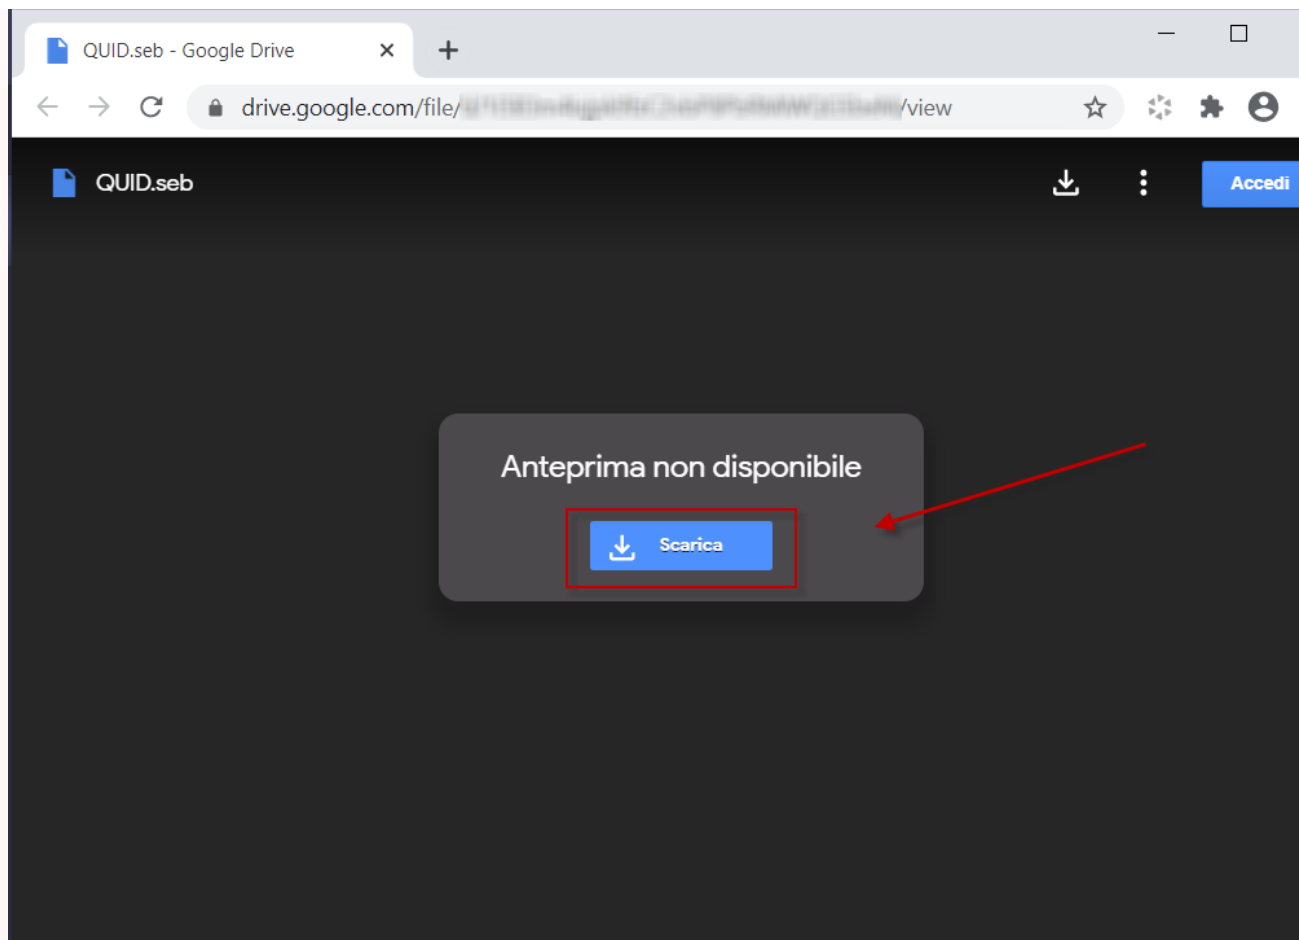 QUID.seb - Google Drive
drive.google.com/file/ /view
QUID.seb
Accedi
Anteprima non disponibile
Scarica